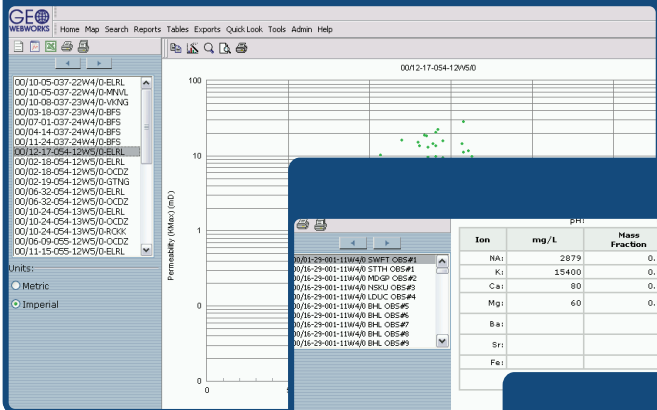 GEO
WEBWORKS
Home Map Search Reports Tables Exports Quick Look Tools Admin Help
00/10-05-037-22W4/0-ELRL
00/10-05-037-22W4/0-MNVL
00/10-08-037-23W4/0-VKNG
00/03-18-037-23W4/0-BFS
00/07-01-037-24W4/0-BFS
00/04-14-037-24W4/0-BFS
00/11-24-037-24W4/0-BFS
00/12-17-054-12W5/0-ELRL
00/02-18-054-12W5/0-ELRL
00/02-18-054-12W5/0-OCDZ
00/02-19-054-12W5/0-GTNG
00/06-32-054-12W5/0-ELRL
00/06-32-054-12W5/0-OCDZ
00/10-24-054-13W5/0-ELRL
00/10-24-054-13W5/0-OCDZ
00/10-24-054-13W5/0-RCKK
00/06-09-055-12W5/0-OCDZ
00/11-15-055-12W5/0-ELRL
Units:
Metric
Imperial
00/12-17-054-12W5/0
Permeability (KMax) (mD)
100
10
1
0
0
0
00/01-29-001-11W4/0 SWFT OBS#1
00/16-29-001-11W4/0 STTH OBS#1
00/16-29-001-11W4/0 MDGP OBS#2
00/16-29-001-11W4/0 NSKU OBS#3
00/16-29-001-11W4/0 LDUC OBS#4
00/16-29-001-11W4/0 BHL OBS#5
00/16-29-001-11W4/0 BHL OBS#6
00/16-29-001-11W4/0 BHL OBS#7
00/16-29-001-11W4/0 BHL OBS#8
00/16-29-001-11W4/0 BHL OBS#9
pH:
Ion mg/L Mass Fraction
NA: 2879 0.
K: 15400 0.
Ca: 80 0.
Mg: 60 0.
Ba:
Sr:
Fe: